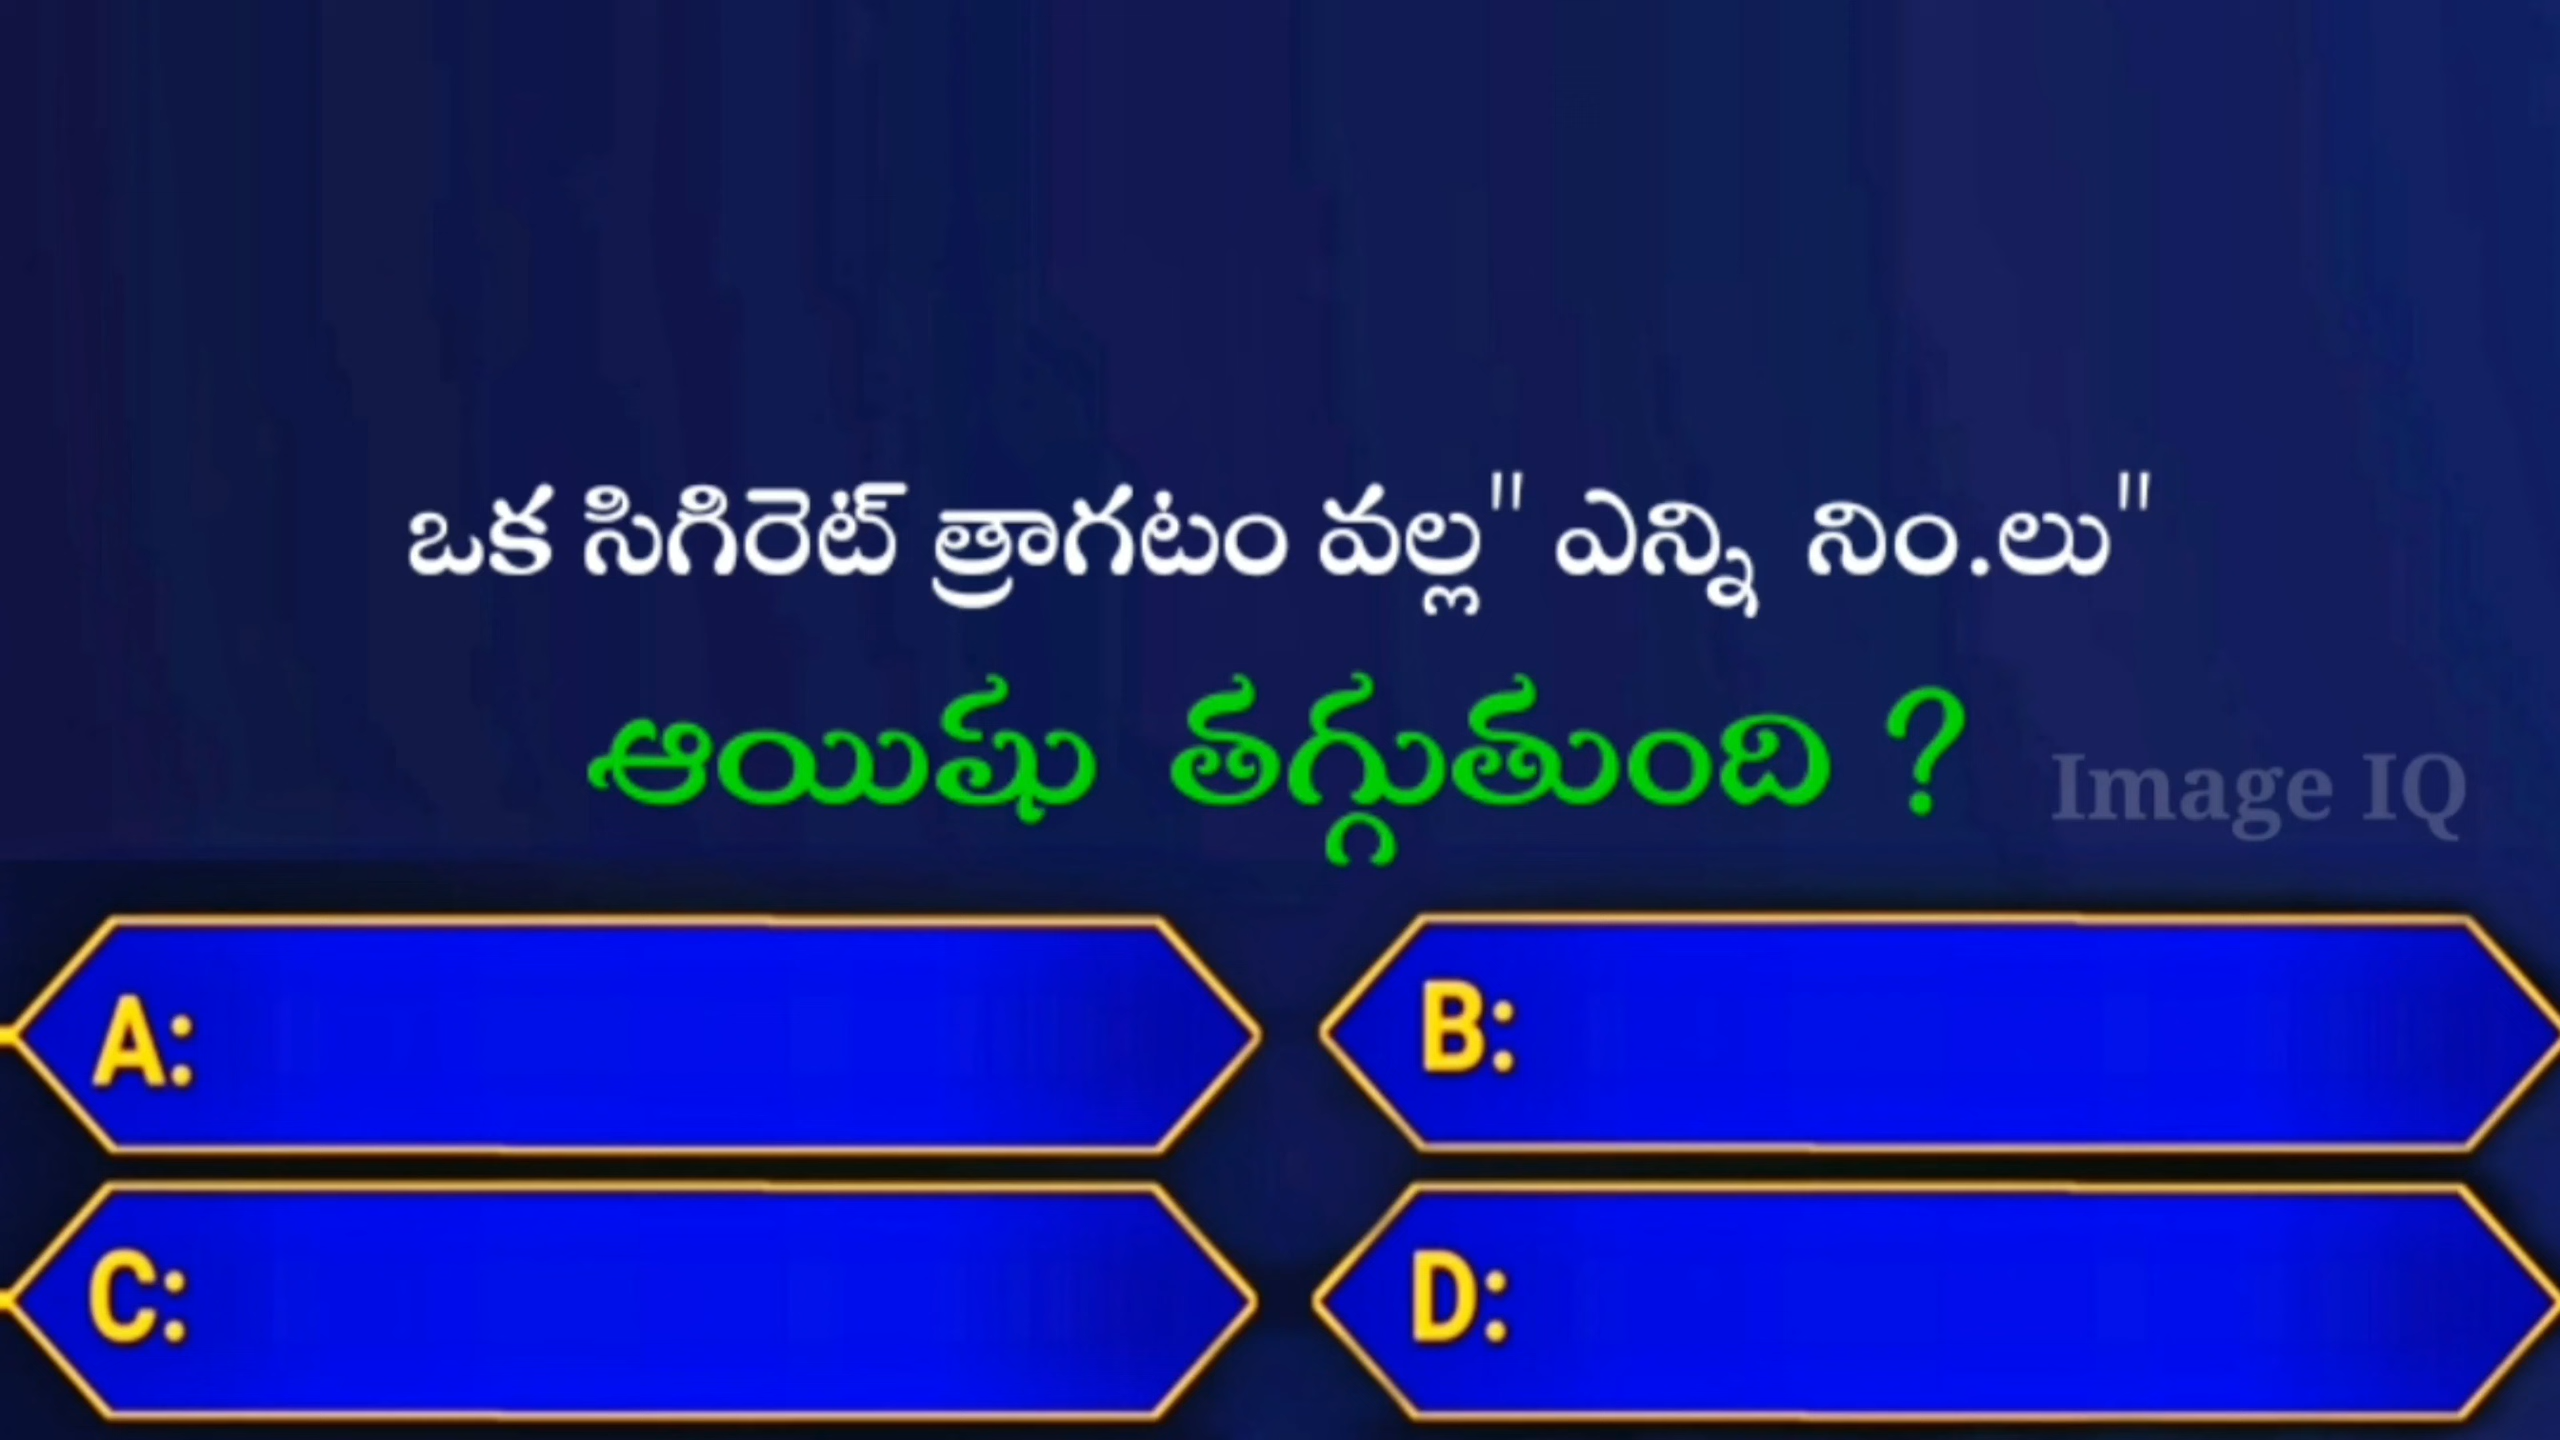 ఒక సిగిరెట్ త్రాగటం వల్ల" ఎన్ని నిం.లు"
ఆయిషు తగ్గుతుంది ?
Image IQ
A:
B:
C:
D: